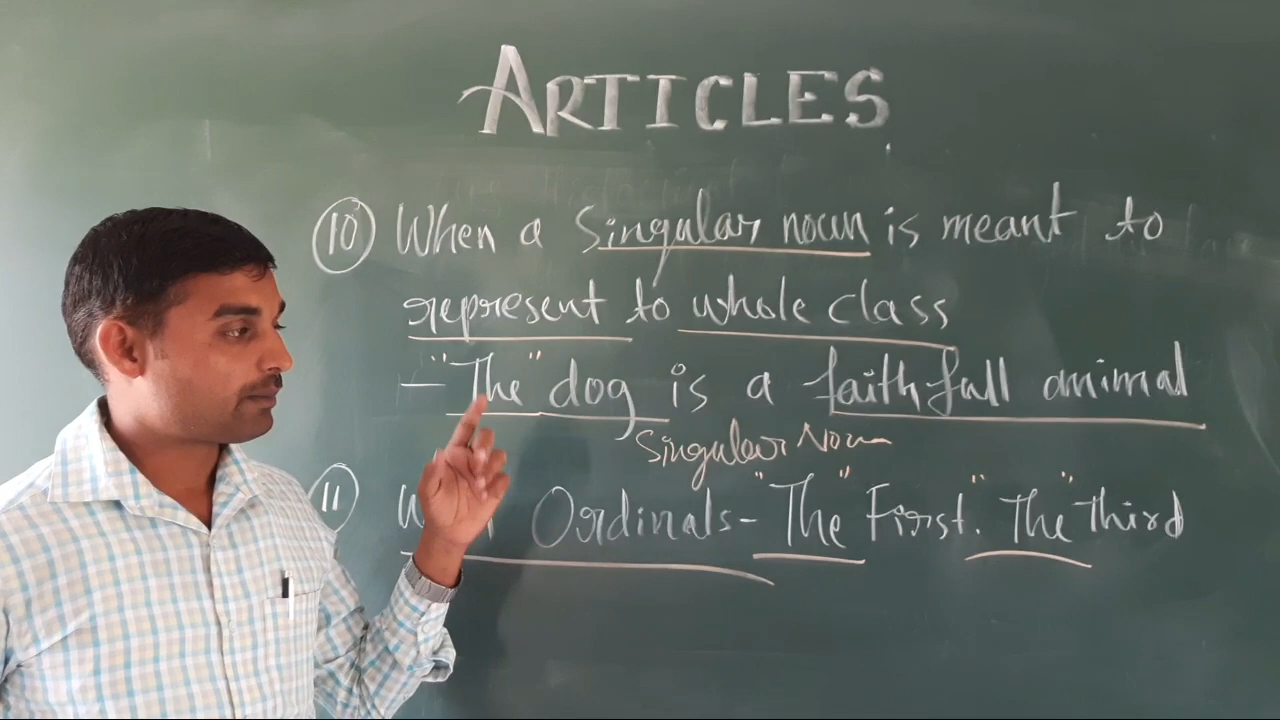 ARTICLES
10 When a Singular noun is meant to
represent to whole class
- "The" dog is a faithfull animal
Singular Noun
11 Ordinals - "The" First. "The" Third